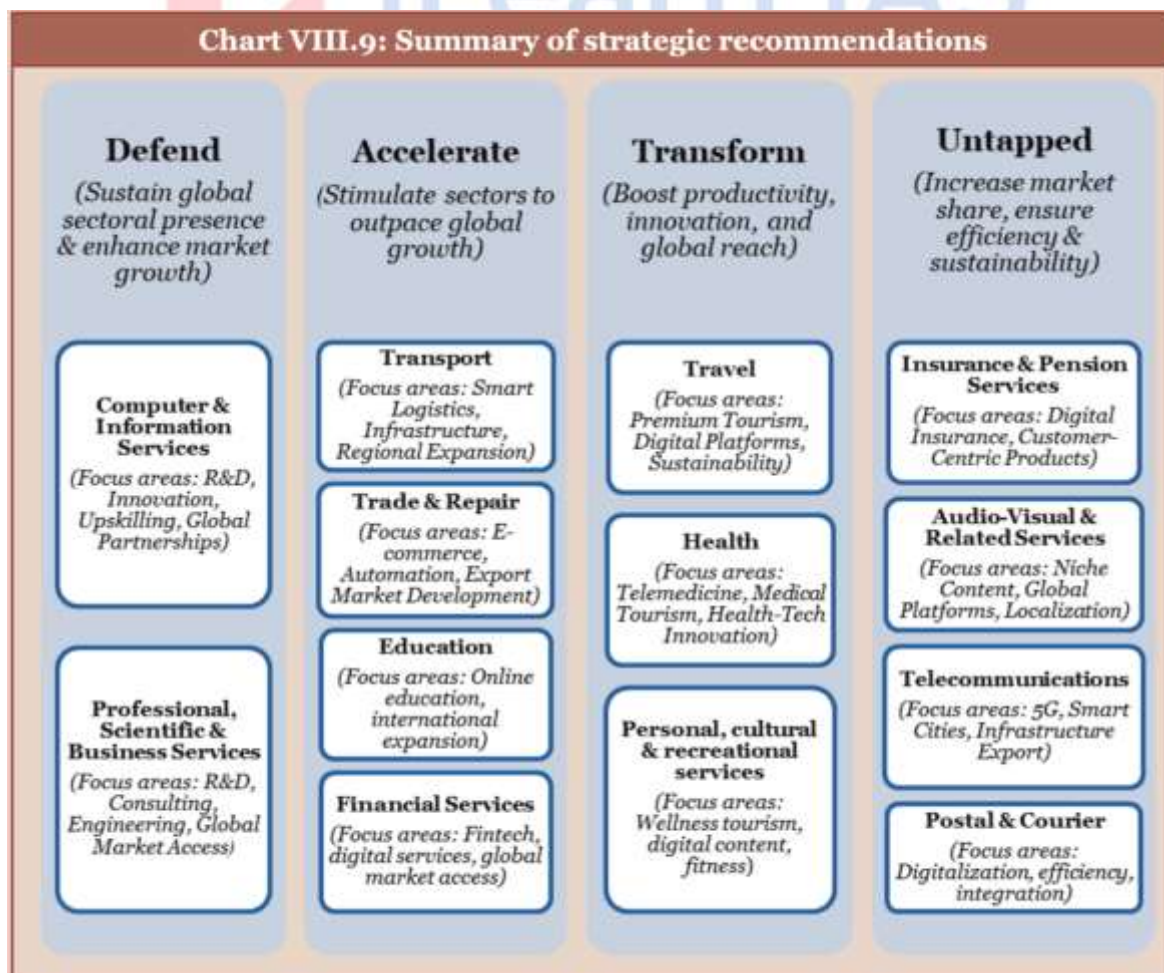 Chart VIII.9: Summary of strategic recommendations
Defend
(Sustain global
sectoral presence
& enhance market
growth)
Computer &
Information
Services
(Focus areas: R&D,
Innovation,
Upskilling, Global
Partnerships)
Professional,
Scientific &
Business Services
(Focus areas: R&D,
Consulting,
Engineering, Global
Market Access)
Accelerate
(Stimulate sectors to
outpace global
growth)
Transport
(Focus areas: Smart
Logistics,
Infrastructure,
Regional Expansion)
Trade & Repair
(Focus areas: E-
commerce,
Automation, Export
Market Development)
Education
(Focus areas: Online
education,
international
expansion)
Financial Services
(Focus areas: Fintech,
digital services, global
market access)
Transform
(Boost productivity,
innovation, and
global reach)
Travel
(Focus areas:
Premium Tourism,
Digital Platforms,
Sustainability)
Health
(Focus areas:
Telemedicine, Medical
Tourism, Health-Tech
Innovation)
Personal, cultural
& recreational
services
(Focus areas:
Wellness tourism,
digital content,
fitness)
Untapped
(Increase market
share, ensure
efficiency &
sustainability)
Insurance & Pension
Services
(Focus areas: Digital
Insurance, Customer-
Centric Products)
Audio-Visual &
Related Services
(Focus areas: Niche
Content, Global
Platforms, Localization)
Telecommunications
(Focus areas: 5G, Smart
Cities, Infrastructure
Export)
Postal & Courier
(Focus areas:
Digitalization, efficiency,
integration)